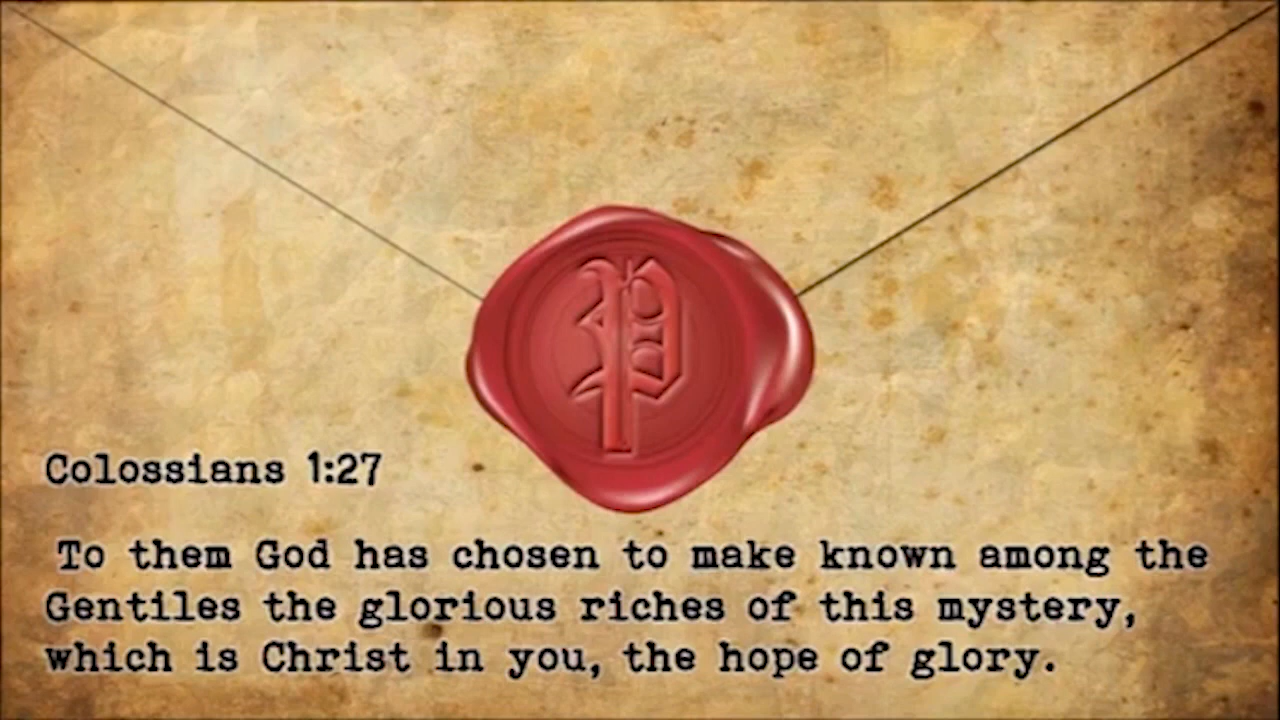 P
Colossians 1:27
To them God has chosen to make known among the
Gentiles the glorious riches of this mystery,
which is Christ in you, the hope of glory.